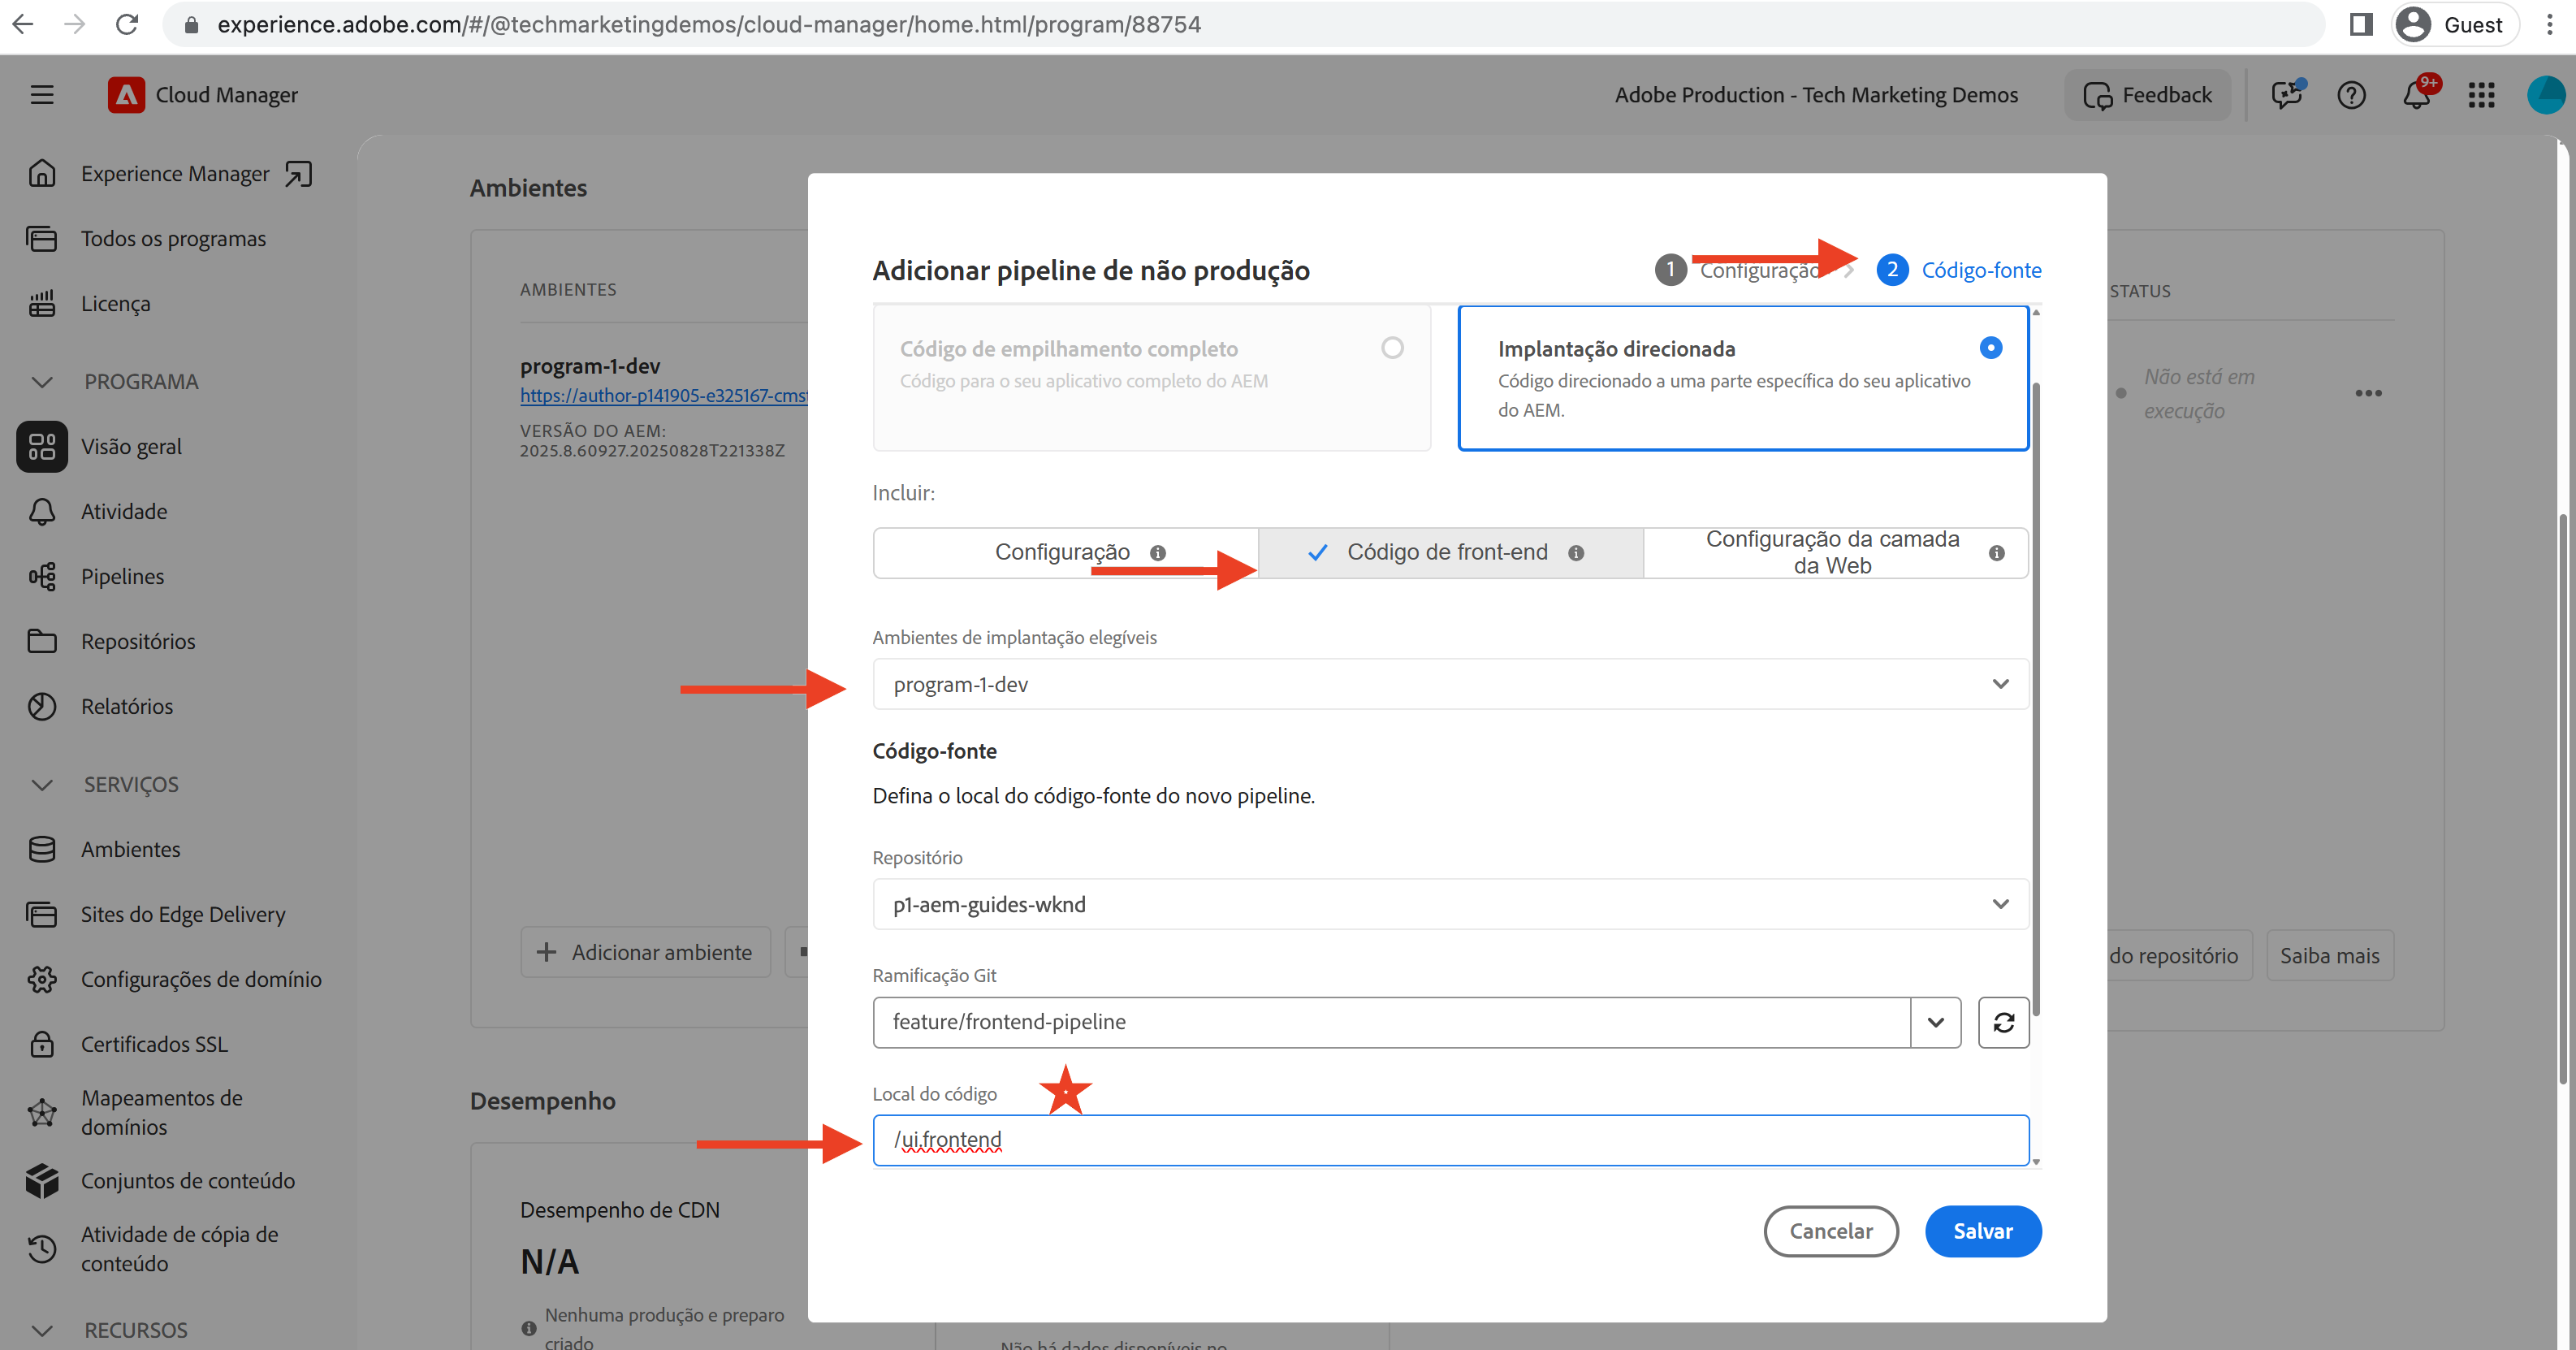 experience.adobe.com/#/@techmarketingdemos/cloud-manager/home.html/program/88754
Guest
Cloud Manager
Adobe Production - Tech Marketing Demos
Feedback
9+
Experience Manager
Todos os programas
Licença
PROGRAMA
Visão geral
Atividade
Pipelines
Repositórios
Relatórios
SERVIÇOS
Ambientes
Sites do Edge Delivery
Configurações de domínio
Certificados SSL
Mapeamentos de
domínios
Conjuntos de conteúdo
Atividade de cópia de
conteúdo
RECURSOS
Ambientes
AMBIENTES
program-1-dev
https://author-p141905-e325167-cms
VERSÃO DO AEM:
2025.8.60927.20250828T221338Z
Adicionar ambiente
Desempenho
Desempenho de CDN
N/A
Nenhuma produção e preparo
criado
Não há dados disponíveis no
STATUS
Não está em
execução
do repositório
Saiba mais
Adicionar pipeline de não produção
1 Configuração
2 Código-fonte
Código de empilhamento completo
Código para o seu aplicativo completo do AEM
Implantação direcionada
Código direcionado a uma parte específica do seu aplicativo
do AEM.
Incluir:
Configuração
Código de front-end
Configuração da camada
da Web
Ambientes de implantação elegíveis
program-1-dev
Código-fonte
Defina o local do código-fonte do novo pipeline.
Repositório
p1-aem-guides-wknd
Ramificação Git
feature/frontend-pipeline
Local do código
/ui.frontend
Cancelar
Salvar